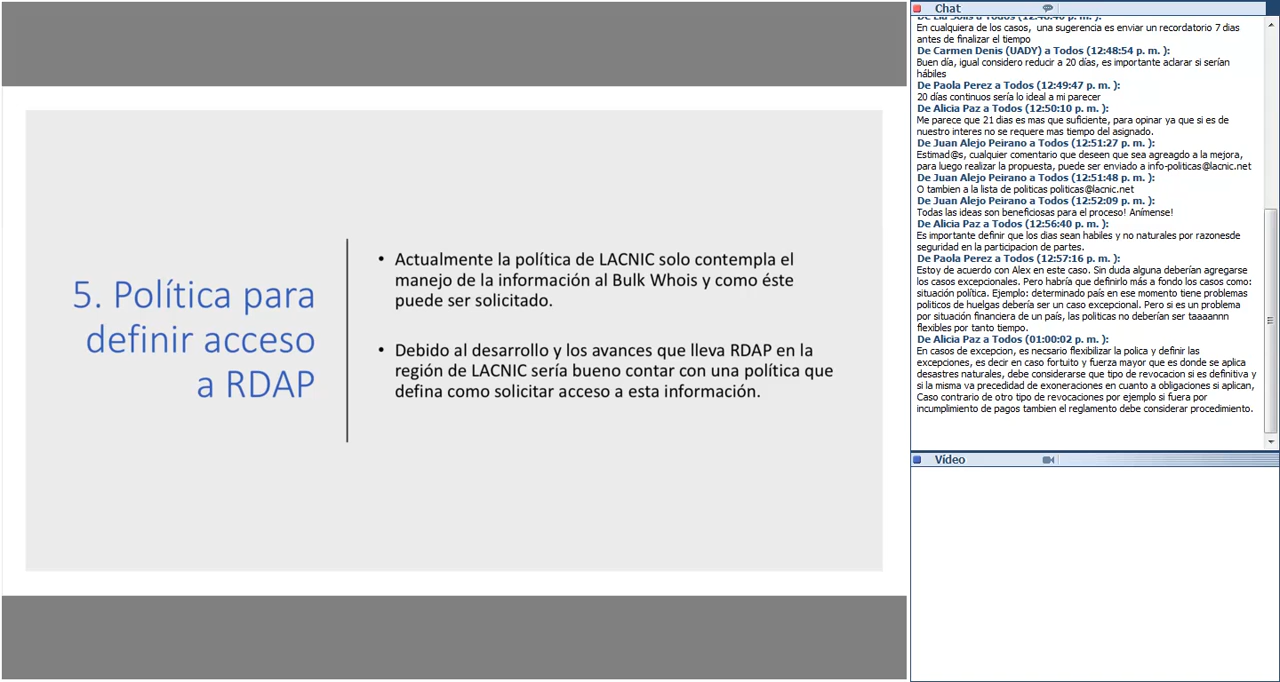 5. Política para
definir acceso
a RDAP
• Actualmente la política de LACNIC solo contempla el
manejo de la información al Bulk Whois y como éste
puede ser solicitado.
• Debido al desarrollo y los avances que lleva RDAP en la
región de LACNIC sería bueno contar con una política que
defina como solicitar acceso a esta información.
Chat
En cualquiera de los casos, una sugerencia es enviar un recordatorio 7 dias
antes de finalizar el tiempo
De Carmen Denis (UADY) a Todos (12:48:54 p. m. ):
Buen día, igual considero reducir a 20 días, es importante aclarar si serían
hábiles
De Paola Perez a Todos (12:49:47 p. m. ):
20 días continuos sería lo ideal a mi parecer
De Alicia Paz a Todos (12:50:10 p. m. ):
Me parece que 21 dias es mas que suficiente, para opinar ya que si es de
nuestro interes no se requere mas tiempo del asignado.
De Juan Alejo Peirano a Todos (12:51:27 p. m. ):
Estimad@s, cualquier comentario que deseen que sea agreagdo a la mejora,
para luego realizar la propuesta, puede ser enviado a info-politicas@lacnic.net
De Juan Alejo Peirano a Todos (12:51:48 p. m. ):
O tambien a la lista de politicas politicas@lacnic.net
De Juan Alejo Peirano a Todos (12:52:09 p. m. ):
Todas las ideas son beneficiosas para el proceso! Anímense!
De Alicia Paz a Todos (12:56:40 p. m. ):
Es importante definir que los dias sean habiles y no naturales por razonesde
seguridad en la participacion de partes.
De Paola Perez a Todos (12:57:16 p. m. ):
Estoy de acuerdo con Alex en este caso. Sin duda alguna deberían agregarse
los casos excepcionales. Pero habría que definirlo más a fondo los casos como:
situación política. Ejemplo: determinado país en ese momento tiene problemas
politicos de huelgas debería ser un caso excepcional. Pero si es un problema
por situación financiera de un país, las politicas no deberían ser taaaannn
flexibles por tanto tiempo.
De Alicia Paz a Todos (01:00:02 p. m. ):
En casos de excepcion, es necsario flexibilizar la polica y definir las
excepciones, es decir en caso fortuito y fuerza mayor que es donde se aplica
desastres naturales, debe considerarse que tipo de revocacion si es definitiva y
si la misma va precedidad de exoneraciones en cuanto a obligaciones si aplican,
Caso contrario de otro tipo de revocaciones por ejemplo si fuera por
incumplimiento de pagos tambien el reglamento debe considerar procedimiento.
Vídeo